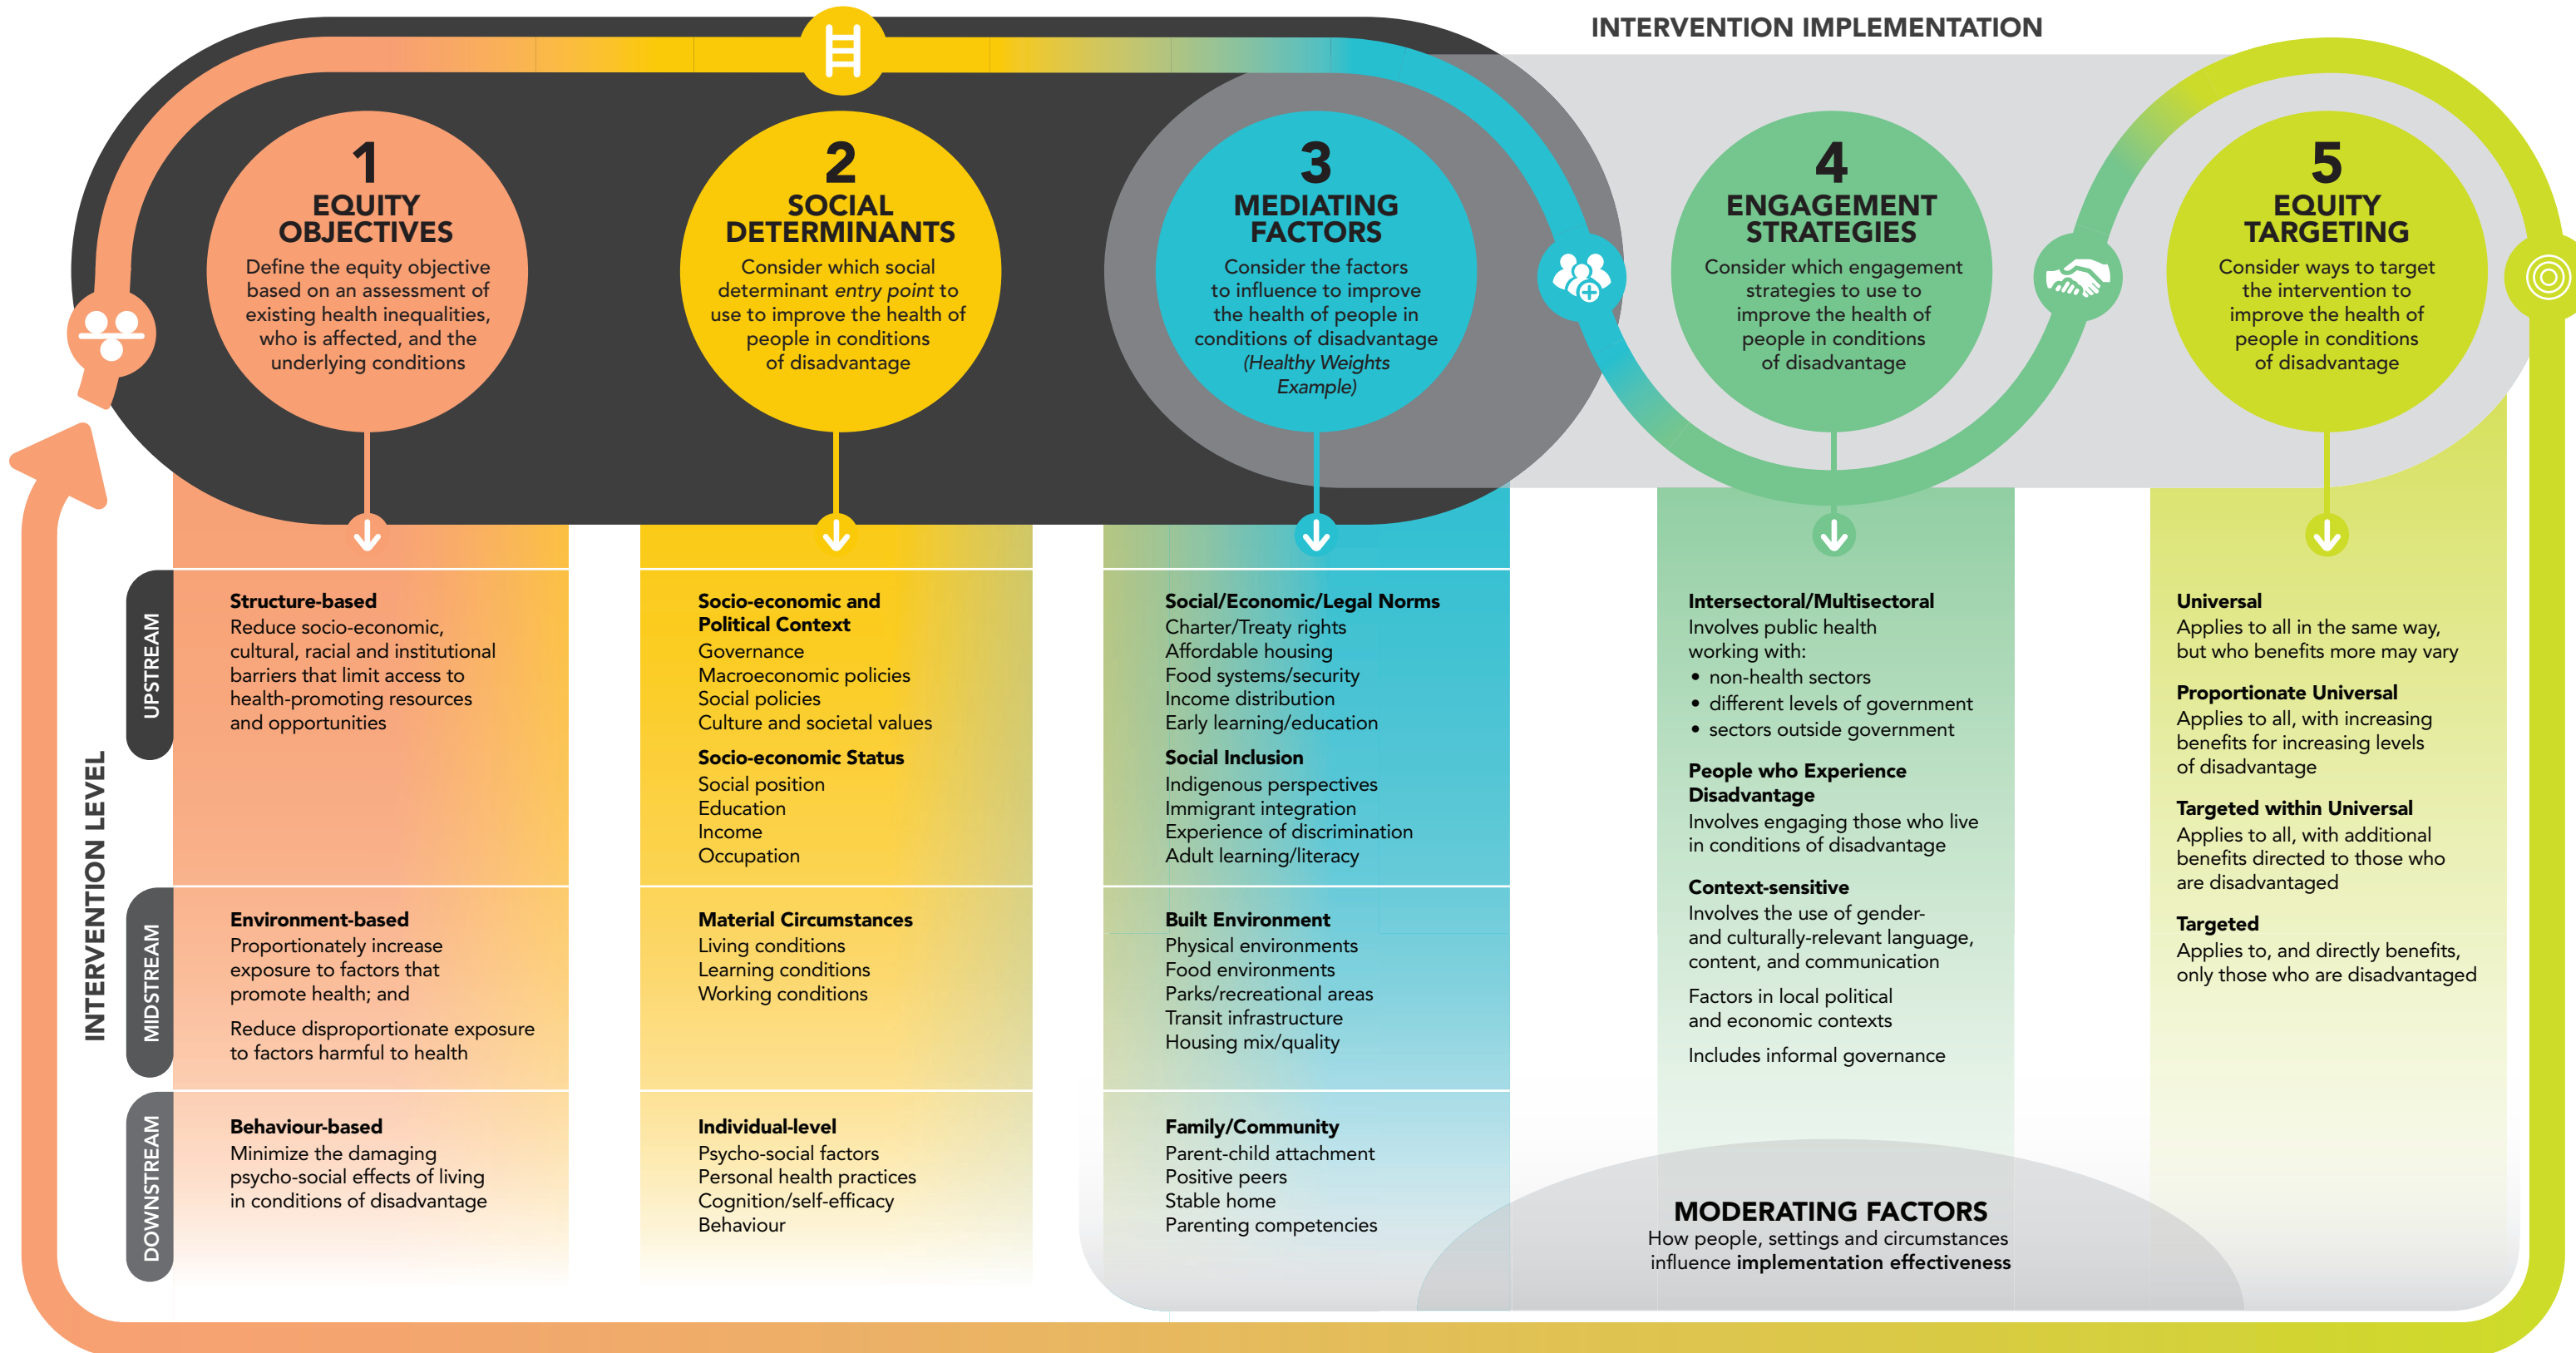 INTERVENTION IMPLEMENTATION
1
EQUITY
OBJECTIVES
Define the equity objective
based on an assessment of
existing health inequalities,
who is affected, and the
underlying conditions
2
SOCIAL
DETERMINANTS
Consider which social
determinant entry point to
use to improve the health of
people in conditions
of disadvantage
3
MEDIATING
FACTORS
Consider the factors
to influence to improve
the health of people in
conditions of disadvantage
(Healthy Weights
Example)
4
ENGAGEMENT
STRATEGIES
Consider which engagement
strategies to use to
improve the health of
people in conditions
of disadvantage
5
EQUITY
TARGETING
Consider ways to target
the intervention to
improve the health of
people in conditions
of disadvantage
INTERVENTION LEVEL
UPSTREAM
MIDSTREAM
DOWNSTREAM
Structure-based
Reduce socio-economic,
cultural, racial and institutional
barriers that limit access to
health-promoting resources
and opportunities
Environment-based
Proportionately increase
exposure to factors that
promote health; and
Reduce disproportionate exposure
to factors harmful to health
Behaviour-based
Minimize the damaging
psycho-social effects of living
in conditions of disadvantage
Socio-economic and
Political Context
Governance
Macroeconomic policies
Social policies
Culture and societal values
Socio-economic Status
Social position
Education
Income
Occupation
Material Circumstances
Living conditions
Learning conditions
Working conditions
Individual-level
Psycho-social factors
Personal health practices
Cognition/self-efficacy
Behaviour
Social/Economic/Legal Norms
Charter/Treaty rights
Affordable housing
Food systems/security
Income distribution
Early learning/education
Social Inclusion
Indigenous perspectives
Immigrant integration
Experience of discrimination
Adult learning/literacy
Built Environment
Physical environments
Food environments
Parks/recreational areas
Transit infrastructure
Housing mix/quality
Family/Community
Parent-child attachment
Positive peers
Stable home
Parenting competencies
Intersectoral/Multisectoral
Involves public health
working with:
• non-health sectors
• different levels of government
• sectors outside government
People who Experience
Disadvantage
Involves engaging those who live
in conditions of disadvantage
Context-sensitive
Involves the use of gender-
and culturally-relevant language,
content, and communication
Factors in local political
and economic contexts
Includes informal governance
Universal
Applies to all in the same way,
but who benefits more may vary
Proportionate Universal
Applies to all, with increasing
benefits for increasing levels
of disadvantage
Targeted within Universal
Applies to all, with additional
benefits directed to those who
are disadvantaged
Targeted
Applies to, and directly benefits,
only those who are disadvantaged
MODERATING FACTORS
How people, settings and circumstances
influence implementation effectiveness